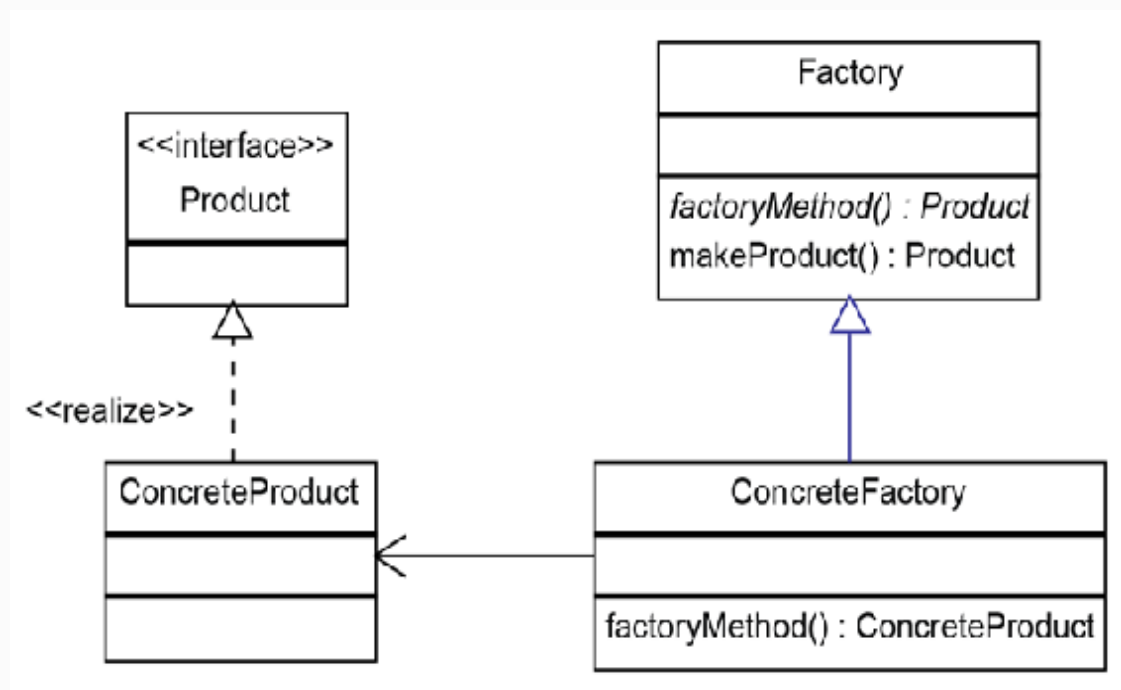 <<interface>>
Product
<<realize>>
ConcreteProduct
Factory
factoryMethod() : Product
makeProduct() : Product
ConcreteFactory
factoryMethod() : ConcreteProduct